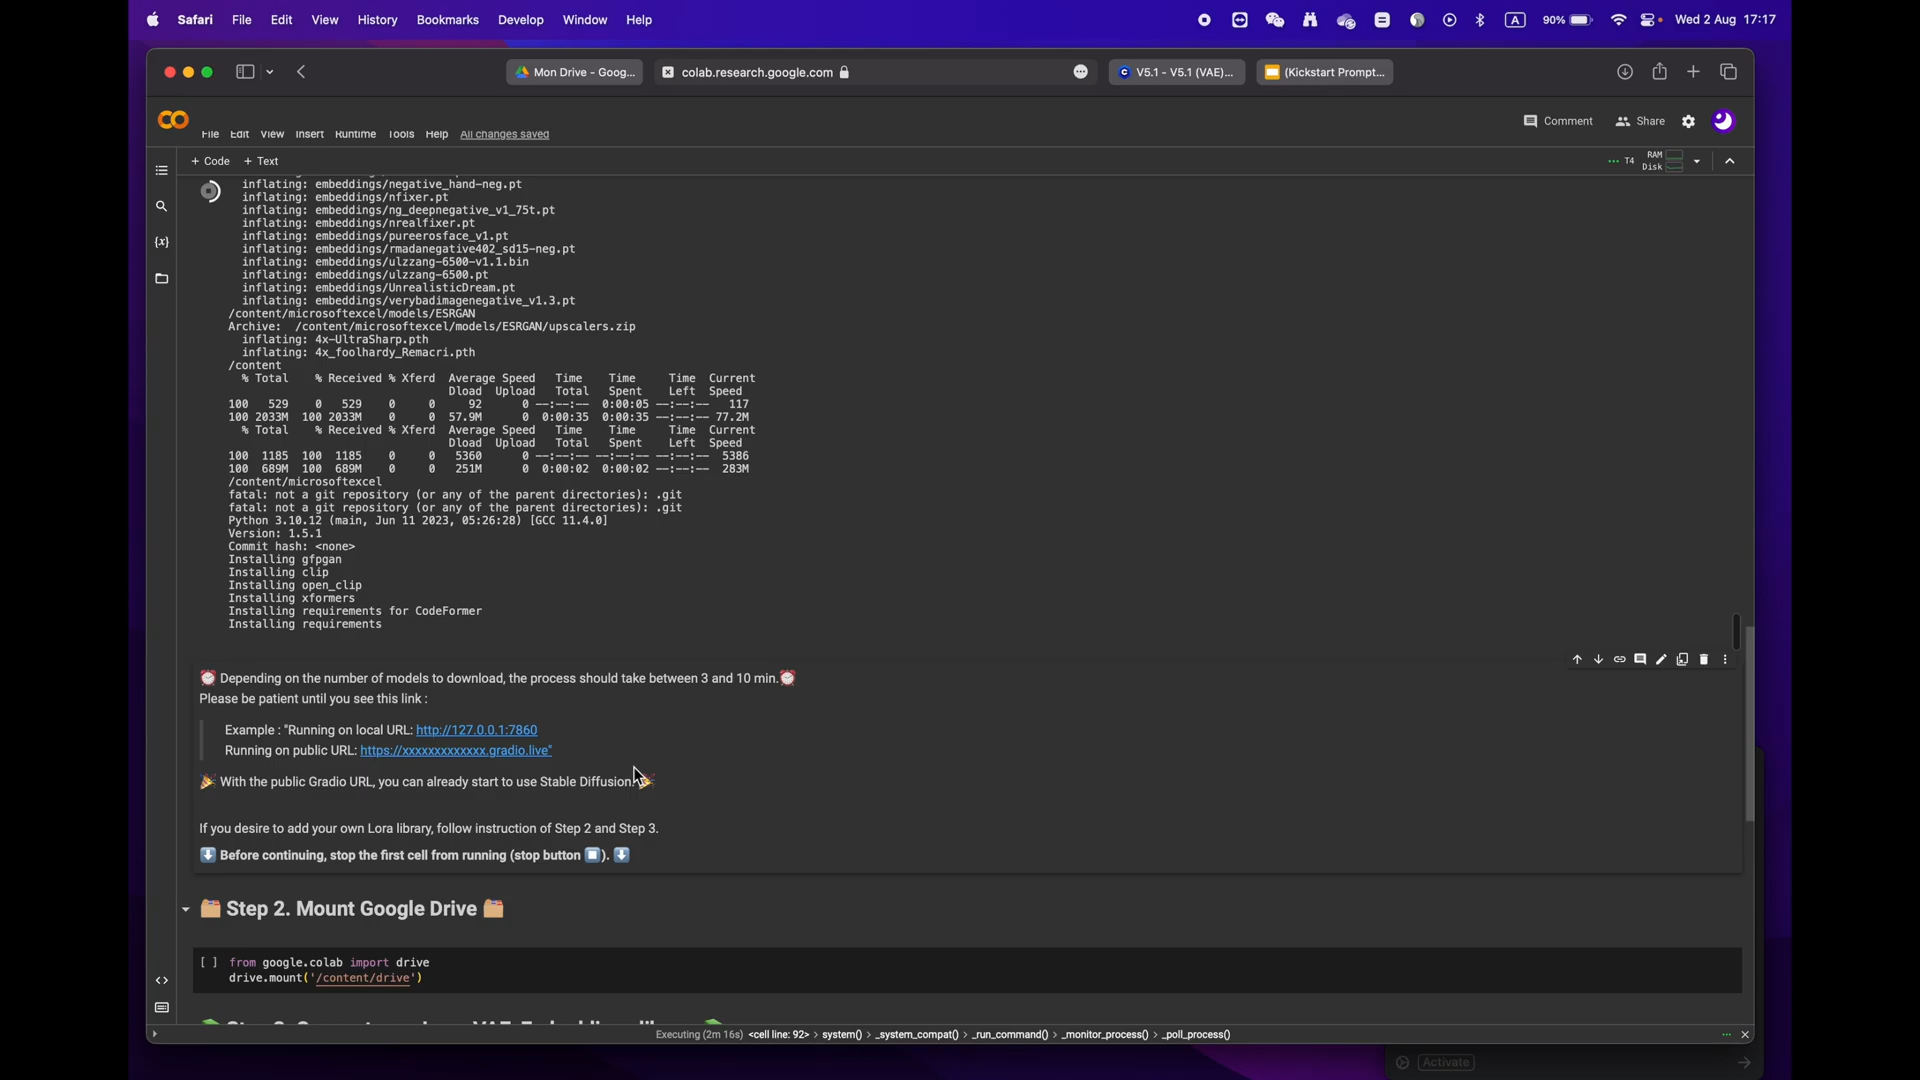 Safari File Edit View History Bookmarks Develop Window Help
A 90% Wed 2 Aug 17:17
Mon Drive - Goog...
colab.research.google.com
V5.1 - V5.1 (VAE)...
(Kickstart Prompt...
File Edit View Insert Runtime Tools Help All changes saved
Comment Share
+ Code + Text
T4 RAM
Disk
inflating: embeddings/negative_hand-neg.pt
inflating: embeddings/nfixer.pt
inflating: embeddings/ng_deepnegative_v1_75t.pt
inflating: embeddings/nrealfixer.pt
inflating: embeddings/pureerosface_v1.pt
inflating: embeddings/rmadanegative402_sd15-neg.pt
inflating: embeddings/ulzzang-6500-v1.1.bin
inflating: embeddings/ulzzang-6500.pt
inflating: embeddings/UnrealisticDream.pt
inflating: embeddings/verybadimagenegative_v1.3.pt
/content/microsoftexcel/models/ESRGAN
Archive: /content/microsoftexcel/models/ESRGAN/upscalers.zip
inflating: 4x-UltraSharp.pth
inflating: 4x_foolhardy_Remacri.pth
/content
% Total % Received % Xferd Average Speed Time Time Time Current
Dload Upload Total Spent Left Speed
100 529 0 529 0 0 92 0 --:--:-- 0:00:05 --:--:-- 117
100 2033M 100 2033M 0 0 57.9M 0 0:00:35 0:00:35 --:--:-- 77.2M
% Total % Received % Xferd Average Speed Time Time Time Current
Dload Upload Total Spent Left Speed
100 1185 100 1185 0 0 5360 0 --:--:-- --:--:-- --:--:-- 5386
100 689M 100 689M 0 0 251M 0 0:00:02 0:00:02 --:--:-- 283M
/content/microsoftexcel
fatal: not a git repository (or any of the parent directories): .git
fatal: not a git repository (or any of the parent directories): .git
Python 3.10.12 (main, Jun 11 2023, 05:26:28) [GCC 11.4.0]
Version: 1.5.1
Commit hash: <none>
Installing gfpgan
Installing clip
Installing open_clip
Installing xformers
Installing requirements for CodeFormer
Installing requirements
⏰ Depending on the number of models to download, the process should take between 3 and 10 min.⏰
Please be patient until you see this link :
Example : "Running on local URL: http://127.0.0.1:7860
Running on public URL: https://xxxxxxxxxxxxx.gradio.live"
🎉 With the public Gradio URL, you can already start to use Stable Diffusion. 🎉
If you desire to add your own Lora library, follow instruction of Step 2 and Step 3.
⬇️ Before continuing, stop the first cell from running (stop button ⏹️). ⬇️
🗂️ Step 2. Mount Google Drive 🗂️
[ ] from google.colab import drive
drive.mount('/content/drive')
Executing (2m 16s) <cell line: 92> > system() > _system_compat() > _run_command() > _monitor_process() > _poll_process()
Activate